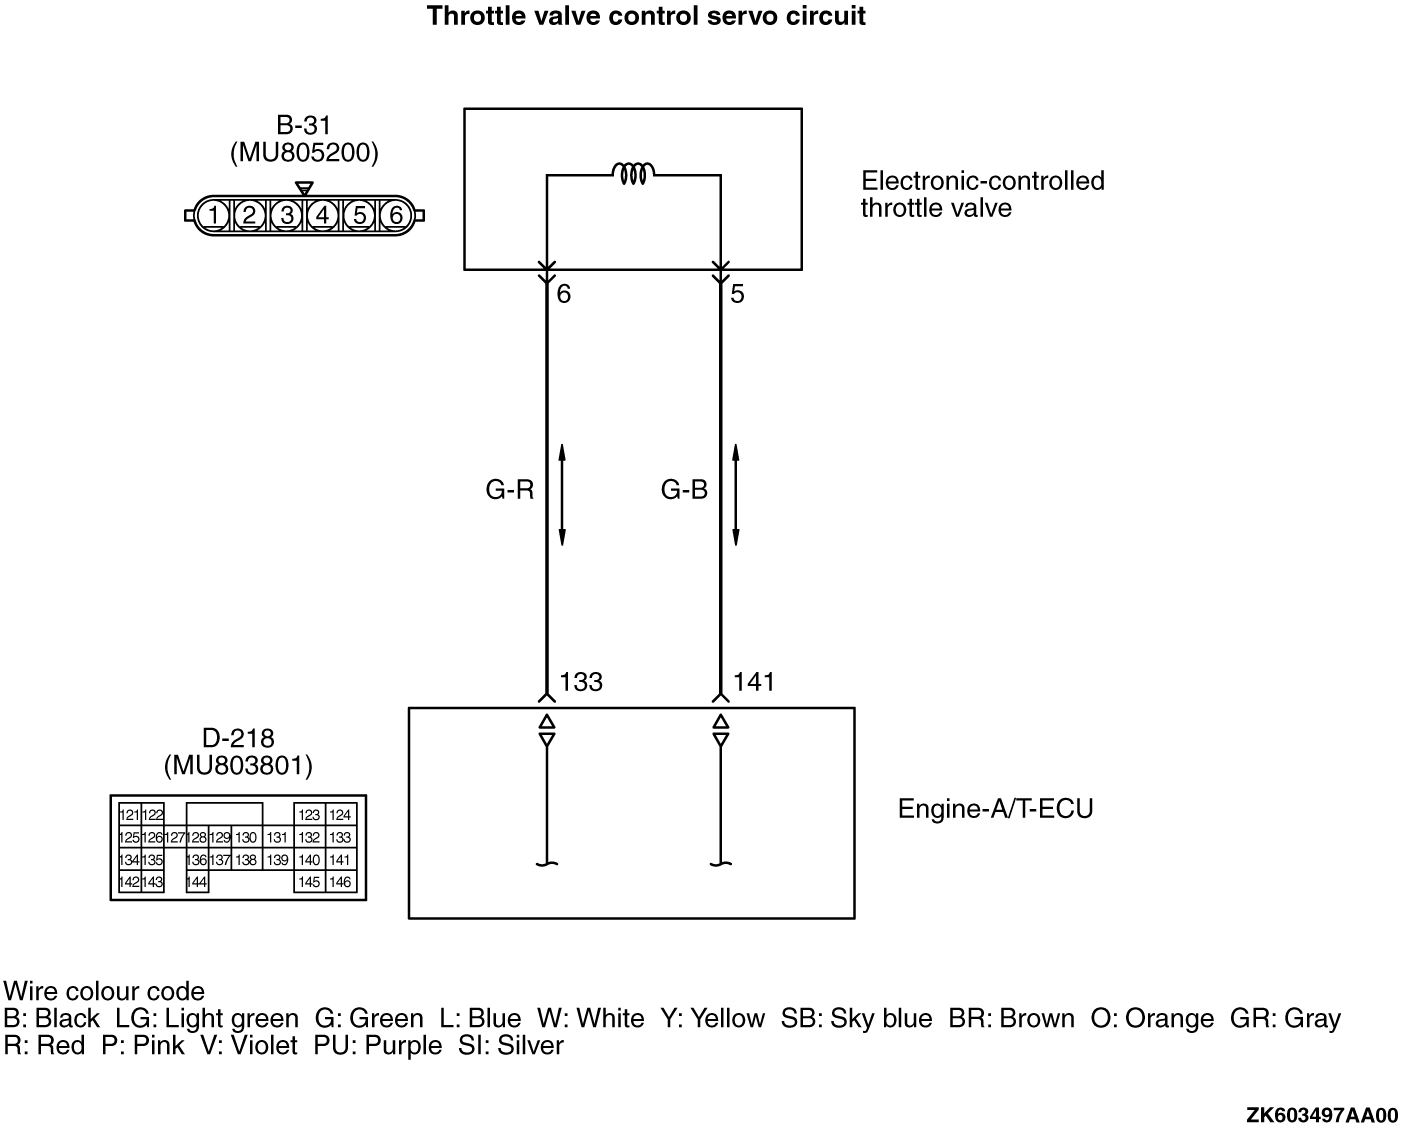 Throttle valve control servo circuit
B-31
(MU805200)
1 2 3 4 5 6
Electronic-controlled
throttle valve
6 5
G-R G-B
133 141
D-218
(MU803801)
121 122 123 124
125 126 127 128 129 130 131 132 133
134 135 136 137 138 139 140 141
142 143 144 145 146
Engine-A/T-ECU
Wire colour code
B: Black LG: Light green G: Green L: Blue W: White Y: Yellow SB: Sky blue BR: Brown O: Orange GR: Gray
R: Red P: Pink V: Violet PU: Purple SI: Silver
ZK603497AA00